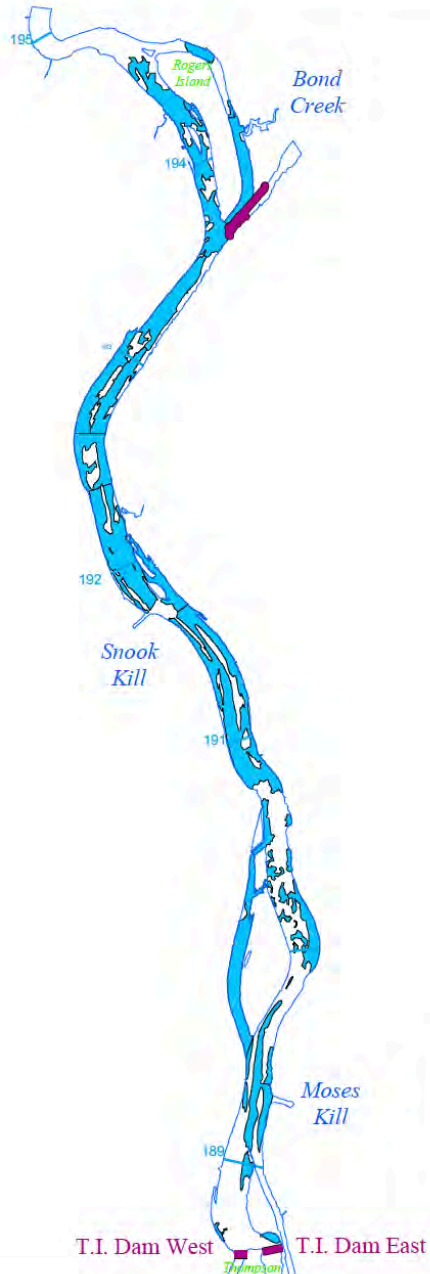 195
Rogers
Island
Bond
Creek
194
192
Snook
Kill
191
Moses
Kill
189
T.I. Dam West
T.I. Dam East
Thompson